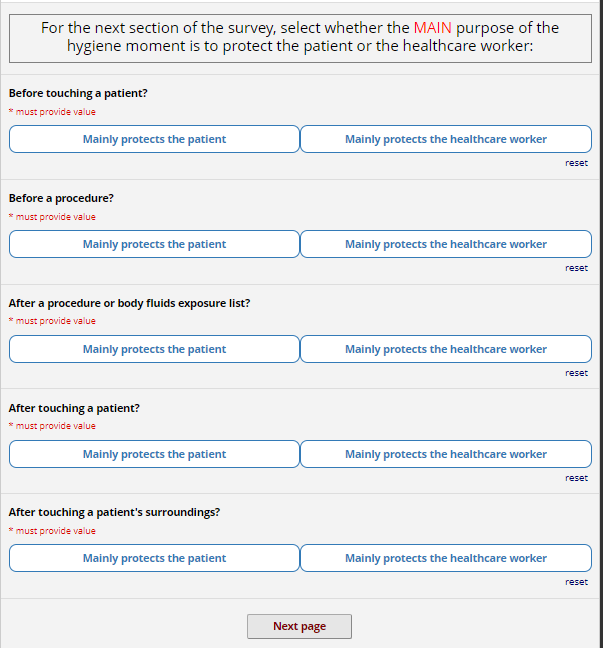 For the next section of the survey, select whether the MAIN purpose of the
hygiene moment is to protect the patient or the healthcare worker:
Before touching a patient?
* must provide value
Mainly protects the patient
Mainly protects the healthcare worker
reset
Before a procedure?
* must provide value
Mainly protects the patient
Mainly protects the healthcare worker
reset
After a procedure or body fluids exposure list?
* must provide value
Mainly protects the patient
Mainly protects the healthcare worker
reset
After touching a patient?
* must provide value
Mainly protects the patient
Mainly protects the healthcare worker
reset
After touching a patient's surroundings?
* must provide value
Mainly protects the patient
Mainly protects the healthcare worker
reset
Next page